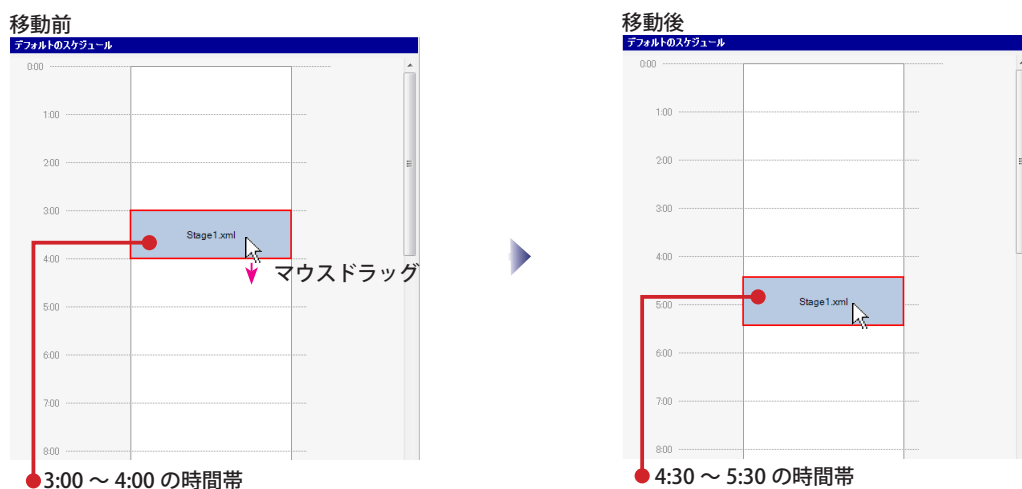 移動前
デフォルトのスケジュール
0:00
1:00
2:00
3:00
Stage1.xml
4:00
マウスドラッグ
5:00
6:00
7:00
8:00
3:00 ～ 4:00 の時間帯
移動後
デフォルトのスケジュール
0:00
1:00
2:00
3:00
4:00
Stage1.xml
5:00
6:00
7:00
8:00
4:30 ～ 5:30 の時間帯